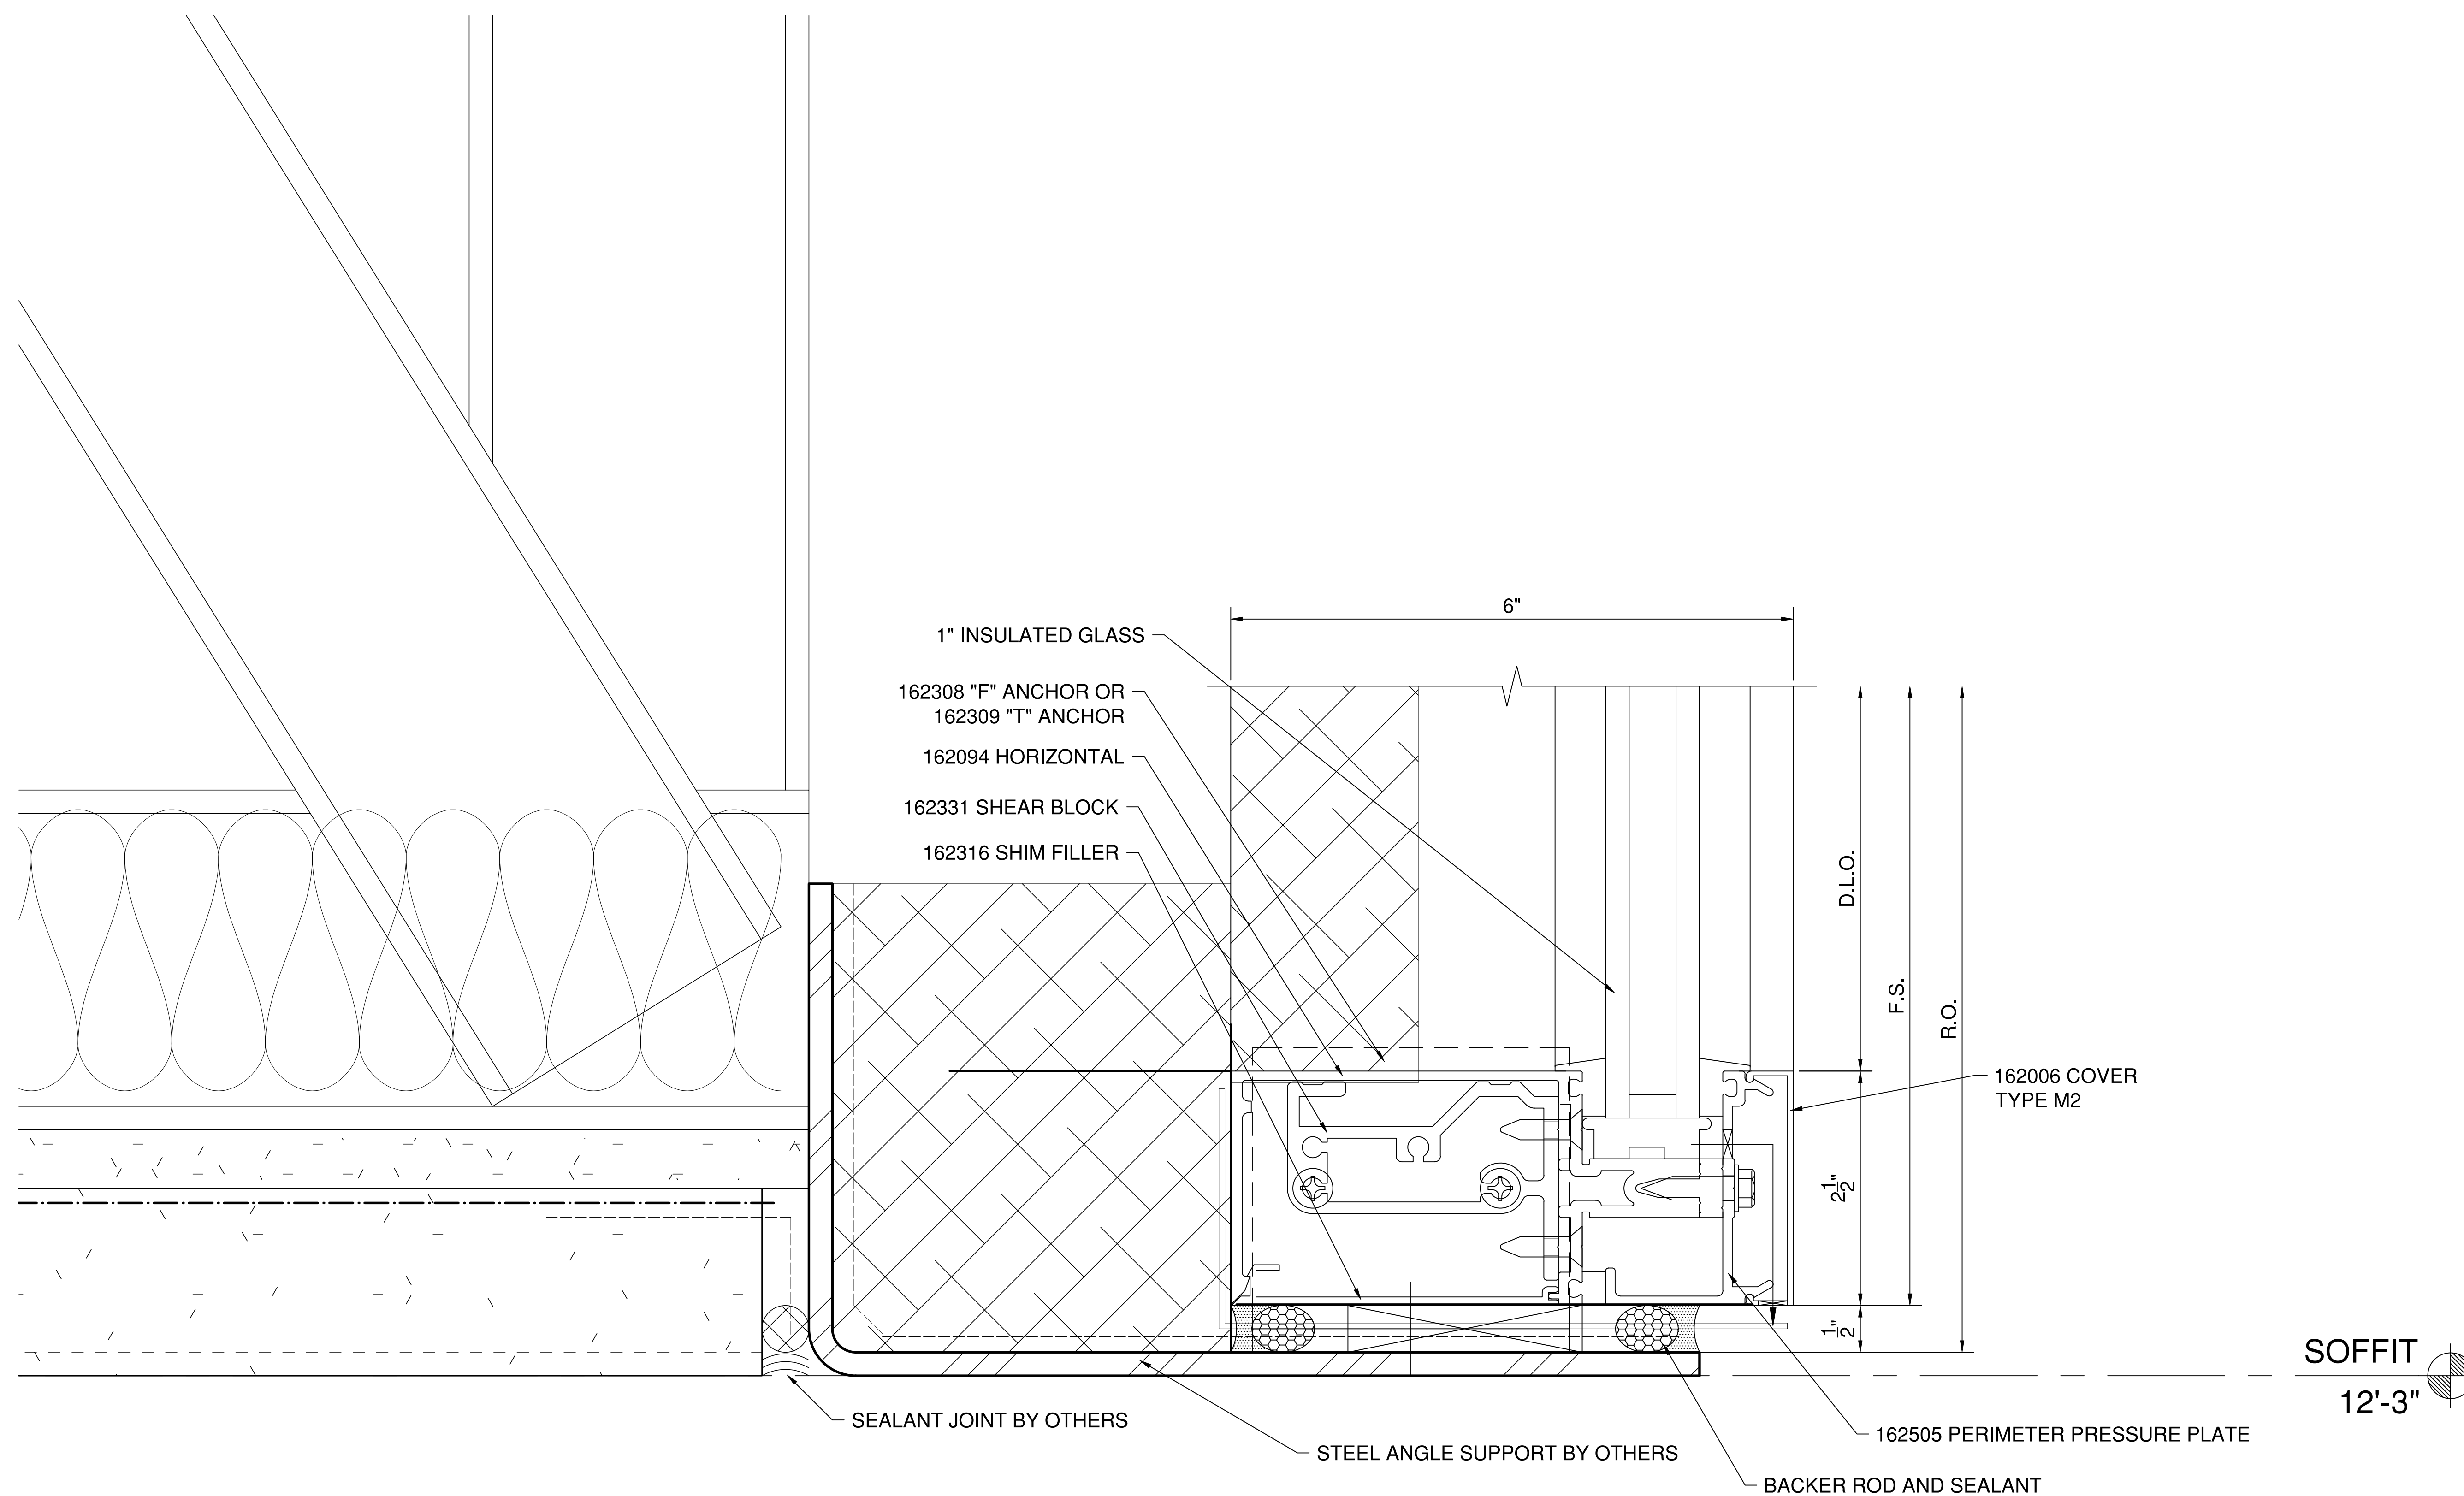 6"
1" INSULATED GLASS
162308 "F" ANCHOR OR
162309 "T" ANCHOR
162094 HORIZONTAL
162331 SHEAR BLOCK
162316 SHIM FILLER
D.L.O.
F.S.
R.O.
162006 COVER
TYPE M2
2 1/2"
1/2"
SOFFIT
12'-3"
SEALANT JOINT BY OTHERS
162505 PERIMETER PRESSURE PLATE
STEEL ANGLE SUPPORT BY OTHERS
BACKER ROD AND SEALANT